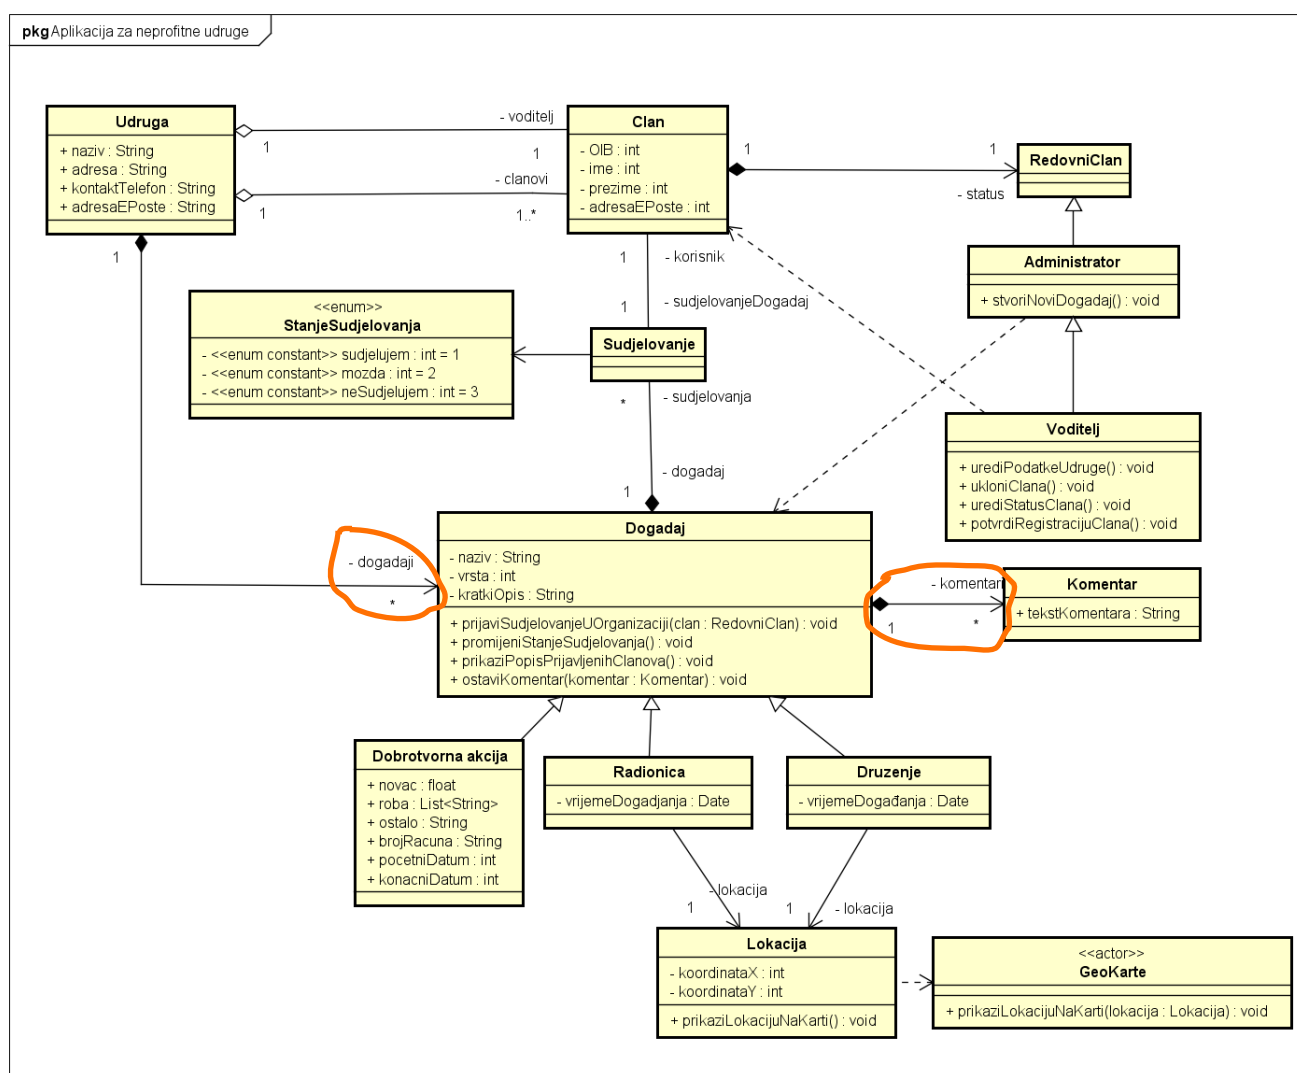 pkg Aplikacija za neprofitne udruge
Udruga
+ naziv : String
+ adresa : String
+ kontaktTelefon : String
+ adresaEPoste : String
1
- voditelj
1
1
- clanovi
1..*
Clan
- OIB : int
- ime : int
- prezime : int
- adresaEPoste : int
1
1
- status
RedovniClan
Administrator
+ stvoriNoviDogadaj() : void
Voditelj
+ urediPodatkeUdruge() : void
+ ukloniClana() : void
+ urediStatusClana() : void
+ potvrdiRegistracijuClana() : void
1
1
- korisnik
- sudjelovanjeDogadaj
1
<<enum>>
StanjeSudjelovanja
- <<enum constant>> sudjelujem : int = 1
- <<enum constant>> mozda : int = 2
- <<enum constant>> neSudjelujem : int = 3
Sudjelovanje
*
- sudjelovanja
- dogadaj
1
- dogadaji
*
Dogadaj
- naziv : String
- vrsta : int
- kratkiOpis : String
+ prijaviSudjelovanjeUOrganizaciji(clan : RedovniClan) : void
+ promijeniStanjeSudjelovanja() : void
+ prikaziPopisPrijavljenihClanova() : void
+ ostaviKomentar(komentar : Komentar) : void
- komentari
1
*
Komentar
+ tekstKomentara : String
Dobrotvorna akcija
+ novac : float
+ roba : List<String>
+ ostalo : String
+ brojRacuna : String
+ pocetniDatum : int
+ konacniDatum : int
Radionica
- vrijemeDogadjanja : Date
Druzenje
- vrijemeDogađanja : Date
- lokacija
1
1
- lokacija
Lokacija
- koordinataX : int
- koordinataY : int
+ prikaziLokacijuNaKarti() : void
<<actor>>
GeoKarte
+ prikaziLokacijuNaKarti(lokacija : Lokacija) : void